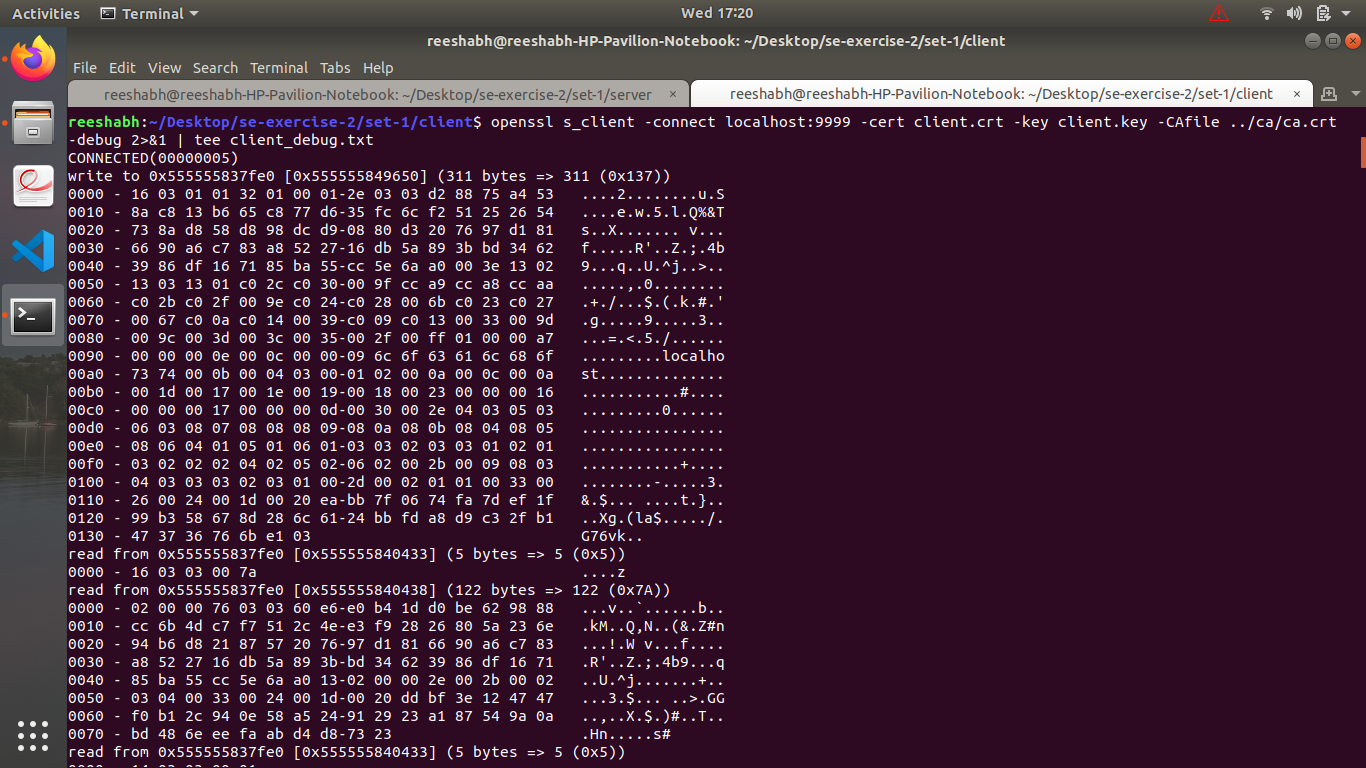 Activities
Terminal
Wed 17:20
reeshabh@reeshabh-HP-Pavilion-Notebook: ~/Desktop/se-exercise-2/set-1/client
File Edit View Search Terminal Tabs Help
reeshabh@reeshabh-HP-Pavilion-Notebook: ~/Desktop/se-exercise-2/set-1/server ×
reeshabh@reeshabh-HP-Pavilion-Notebook: ~/Desktop/se-exercise-2/set-1/client ×
reeshabh:~/Desktop/se-exercise-2/set-1/client$ openssl s_client -connect localhost:9999 -cert client.crt -key client.key -CAfile ../ca/ca.crt
-debug 2>&1 | tee client_debug.txt
CONNECTED(00000005)
write to 0x555555837fe0 [0x555555849650] (311 bytes => 311 (0x137))
0000 - 16 03 01 01 32 01 00 01-2e 03 03 d2 88 75 a4 53   ....2........u.S
0010 - 8a c8 13 b6 65 c8 77 d6-35 fc 6c f2 51 25 26 54   ....e.w.5.l.Q%&T
0020 - 73 8a d8 58 d8 98 dc d9-08 80 d3 20 76 97 d1 81   s..X....... v...
0030 - 66 90 a6 c7 83 a8 52 27-16 db 5a 89 3b bd 34 62   f.....R'..Z.;.4b
0040 - 39 86 df 16 71 85 ba 55-cc 5e 6a a0 00 3e 13 02   9...q..U.^j..>..
0050 - 13 03 13 01 c0 2c c0 30-00 9f cc a9 cc a8 cc aa   .....,.0........
0060 - c0 2b c0 2f 00 9e c0 24-c0 28 00 6b c0 23 c0 27   .+./...$.(.k.#.'
0070 - 00 67 c0 0a c0 14 00 39-c0 09 c0 13 00 33 00 9d   .g.....9.....3..
0080 - 00 9c 00 3d 00 3c 00 35-00 2f 00 ff 01 00 00 a7   ...=.<.5./......
0090 - 00 00 00 0e 00 0c 00 00-09 6c 6f 63 61 6c 68 6f   .........localho
00a0 - 73 74 00 0b 00 04 03 00-01 02 00 0a 00 0c 00 0a   st..............
00b0 - 00 1d 00 17 00 1e 00 19-00 18 00 23 00 00 00 16   ...........#....
00c0 - 00 00 00 17 00 00 00 0d-00 30 00 2e 04 03 05 03   .........0......
00d0 - 06 03 08 07 08 08 08 09-08 0a 08 0b 08 04 08 05   ................
00e0 - 08 06 04 01 05 01 06 01-03 03 02 03 03 01 02 01   ................
00f0 - 03 02 02 02 04 02 05 02-06 02 00 2b 00 09 08 03   ...........+....
0100 - 04 03 03 03 02 03 01 00-2d 00 02 01 01 00 33 00   ........-.....3.
0110 - 26 00 24 00 1d 00 20 ea-bb 7f 06 74 fa 7d ef 1f   &.$... ....t.}..
0120 - 99 b3 58 67 8d 28 6c 61-24 bb fd a8 d9 c3 2f b1   ..Xg.(la$...../.
0130 - 47 37 36 76 6b e1 03                              G76vk..
read from 0x555555837fe0 [0x555555840433] (5 bytes => 5 (0x5))
0000 - 16 03 03 00 7a                                    ....z
read from 0x555555837fe0 [0x555555840438] (122 bytes => 122 (0x7A))
0000 - 02 00 00 76 03 03 60 e6-e0 b4 1d d0 be 62 98 88   ...v..`......b..
0010 - cc 6b 4d c7 f7 51 2c 4e-e3 f9 28 26 80 5a 23 6e   .kM..Q,N..(&.Z#n
0020 - 94 b6 d8 21 87 57 20 76-97 d1 81 66 90 a6 c7 83   ...!.W v...f....
0030 - a8 52 27 16 db 5a 89 3b-bd 34 62 39 86 df 16 71   .R'..Z.;.4b9...q
0040 - 85 ba 55 cc 5e 6a a0 13-02 00 00 2e 00 2b 00 02   ..U.^j.......+..
0050 - 03 04 00 33 00 24 00 1d-00 20 dd bf 3e 12 47 47   ...3.$... ..>.GG
0060 - f0 b1 2c 94 0e 58 a5 24-91 29 23 a1 87 54 9a 0a   ..,..X.$.)#..T..
0070 - bd 48 6e ee fa ab d4 d8-73 23                     .Hn.....s#
read from 0x555555837fe0 [0x555555840433] (5 bytes => 5 (0x5))